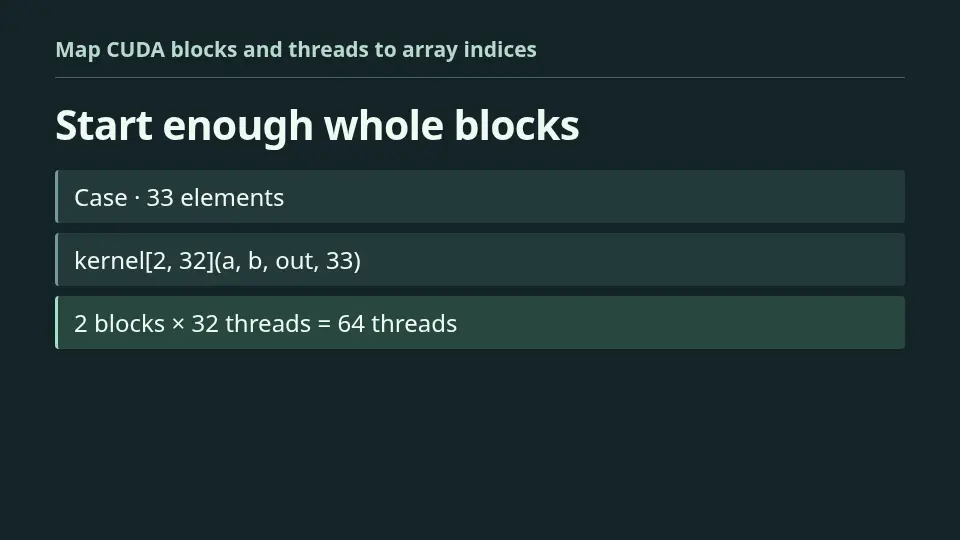 Map CUDA blocks and threads to array indices
Start enough whole blocks
Case · 33 elements
kernel[2, 32](a, b, out, 33)
2 blocks × 32 threads = 64 threads